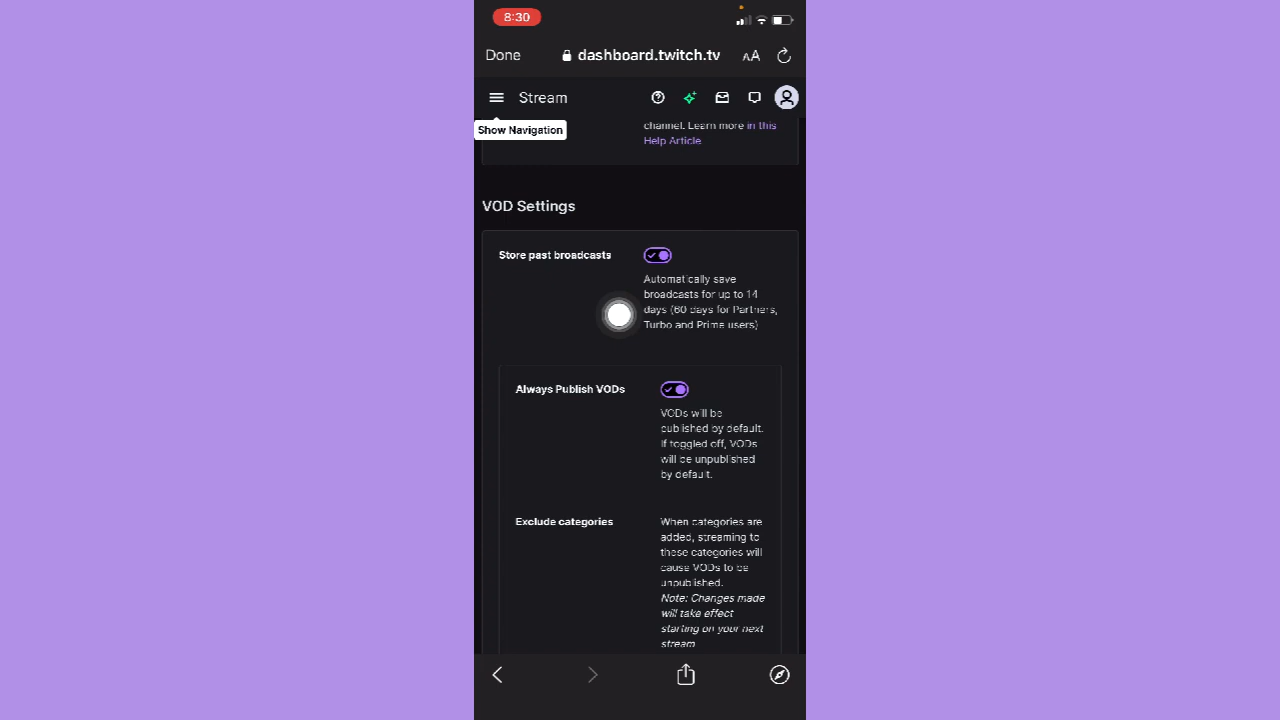 8:30
Done
dashboard.twitch.tv
AA
Stream
Show Navigation
channel. Learn more in this
Help Article.
VOD Settings
Store past broadcasts
Automatically save
broadcasts for up to 14
days (60 days for Partners,
Turbo and Prime users)
Always Publish VODs
VODs will be
published by default.
If toggled off, VODs
will be unpublished
by default.
Exclude categories
When categories are
added, streaming to
these categories will
cause VODs to be
unpublished.
Note: Changes made
will take effect
starting on your next
stream